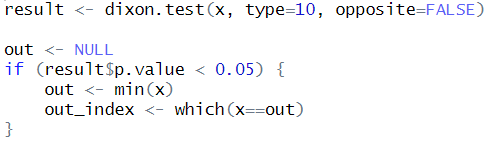 result <- dixon.test(x, type=10, opposite=FALSE)
out <- NULL
if (result$p.value < 0.05) {
    out <- min(x)
    out_index <- which(x==out)
}